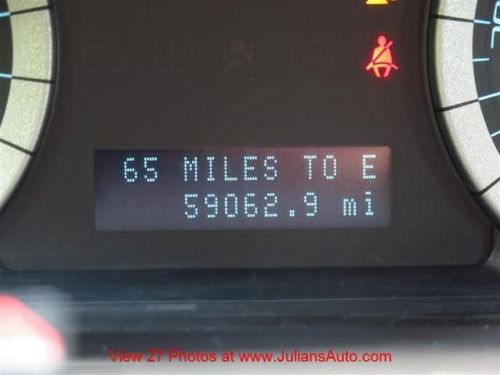 65 MILES TO E
59062.9 mi
View 27 Photos at www.JuliansAuto.com